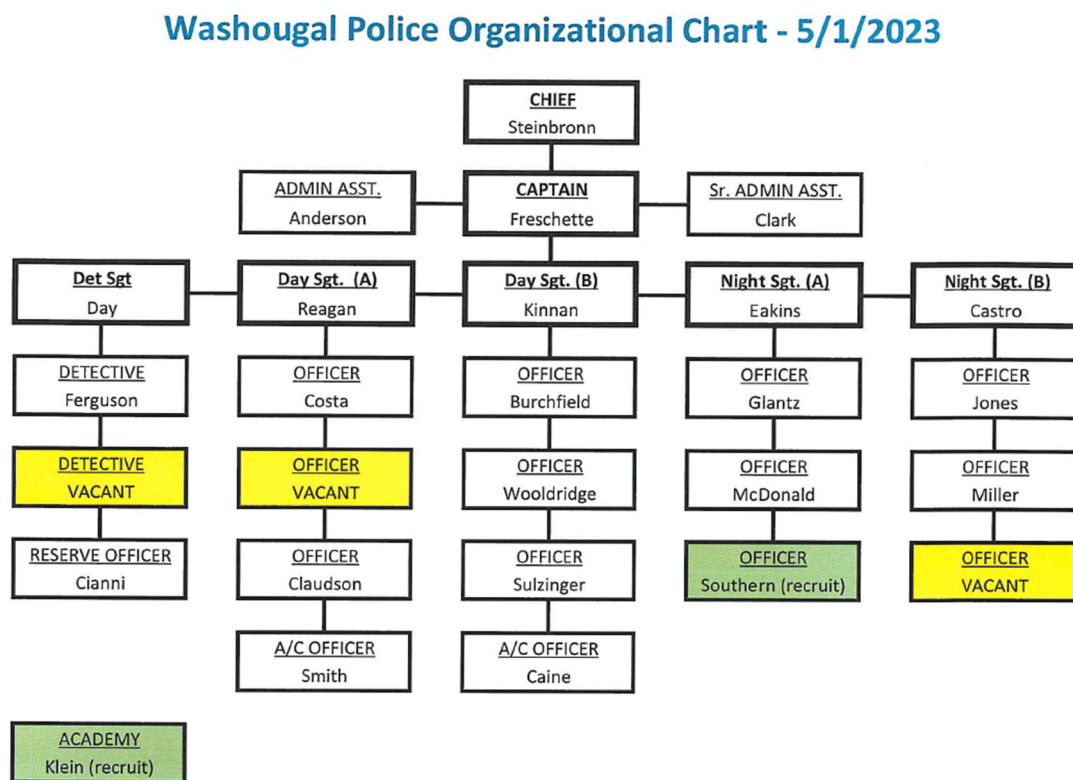 Washougal Police Organizational Chart - 5/1/2023
CHIEF
Steinbronn
ADMIN ASST.
Anderson
CAPTAIN
Freschette
Sr. ADMIN ASST.
Clark
Det Sgt
Day
Day Sgt. (A)
Reagan
Day Sgt. (B)
Kinnan
Night Sgt. (A)
Eakins
Night Sgt. (B)
Castro
DETECTIVE
Ferguson
OFFICER
Costa
OFFICER
Burchfield
OFFICER
Glantz
OFFICER
Jones
DETECTIVE
VACANT
OFFICER
VACANT
OFFICER
Wooldridge
OFFICER
McDonald
OFFICER
Miller
RESERVE OFFICER
Cianni
OFFICER
Claudson
OFFICER
Sulzinger
OFFICER
Southern (recruit)
OFFICER
VACANT
A/C OFFICER
Smith
A/C OFFICER
Caine
ACADEMY
Klein (recruit)